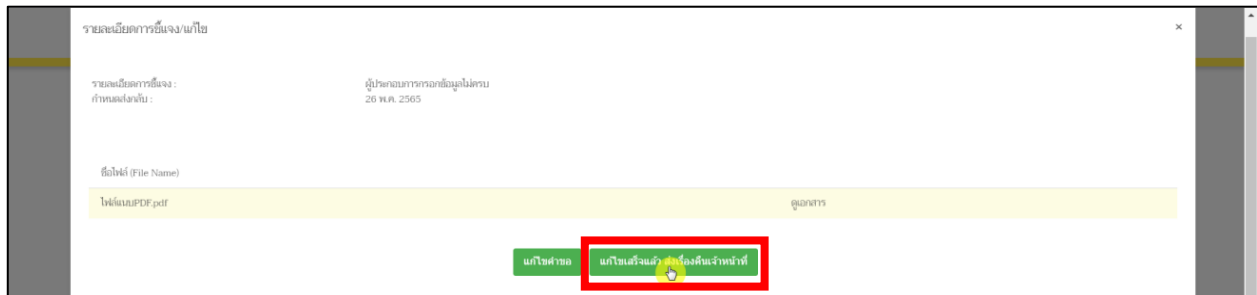 รายละเอียดการชี้แจง/แก้ไข ×
รายละเอียดการชี้แจง : ผู้ประกอบการกรอกข้อมูลไม่ครบ
กำหนดส่งกลับ : 26 พ.ค. 2565
ชื่อไฟล์ (File Name)
ไฟล์แนบPDF.pdf ดูเอกสาร
แก้ไขคำขอ แก้ไขเสร็จแล้ว ส่งเรื่องคืนเจ้าหน้าที่